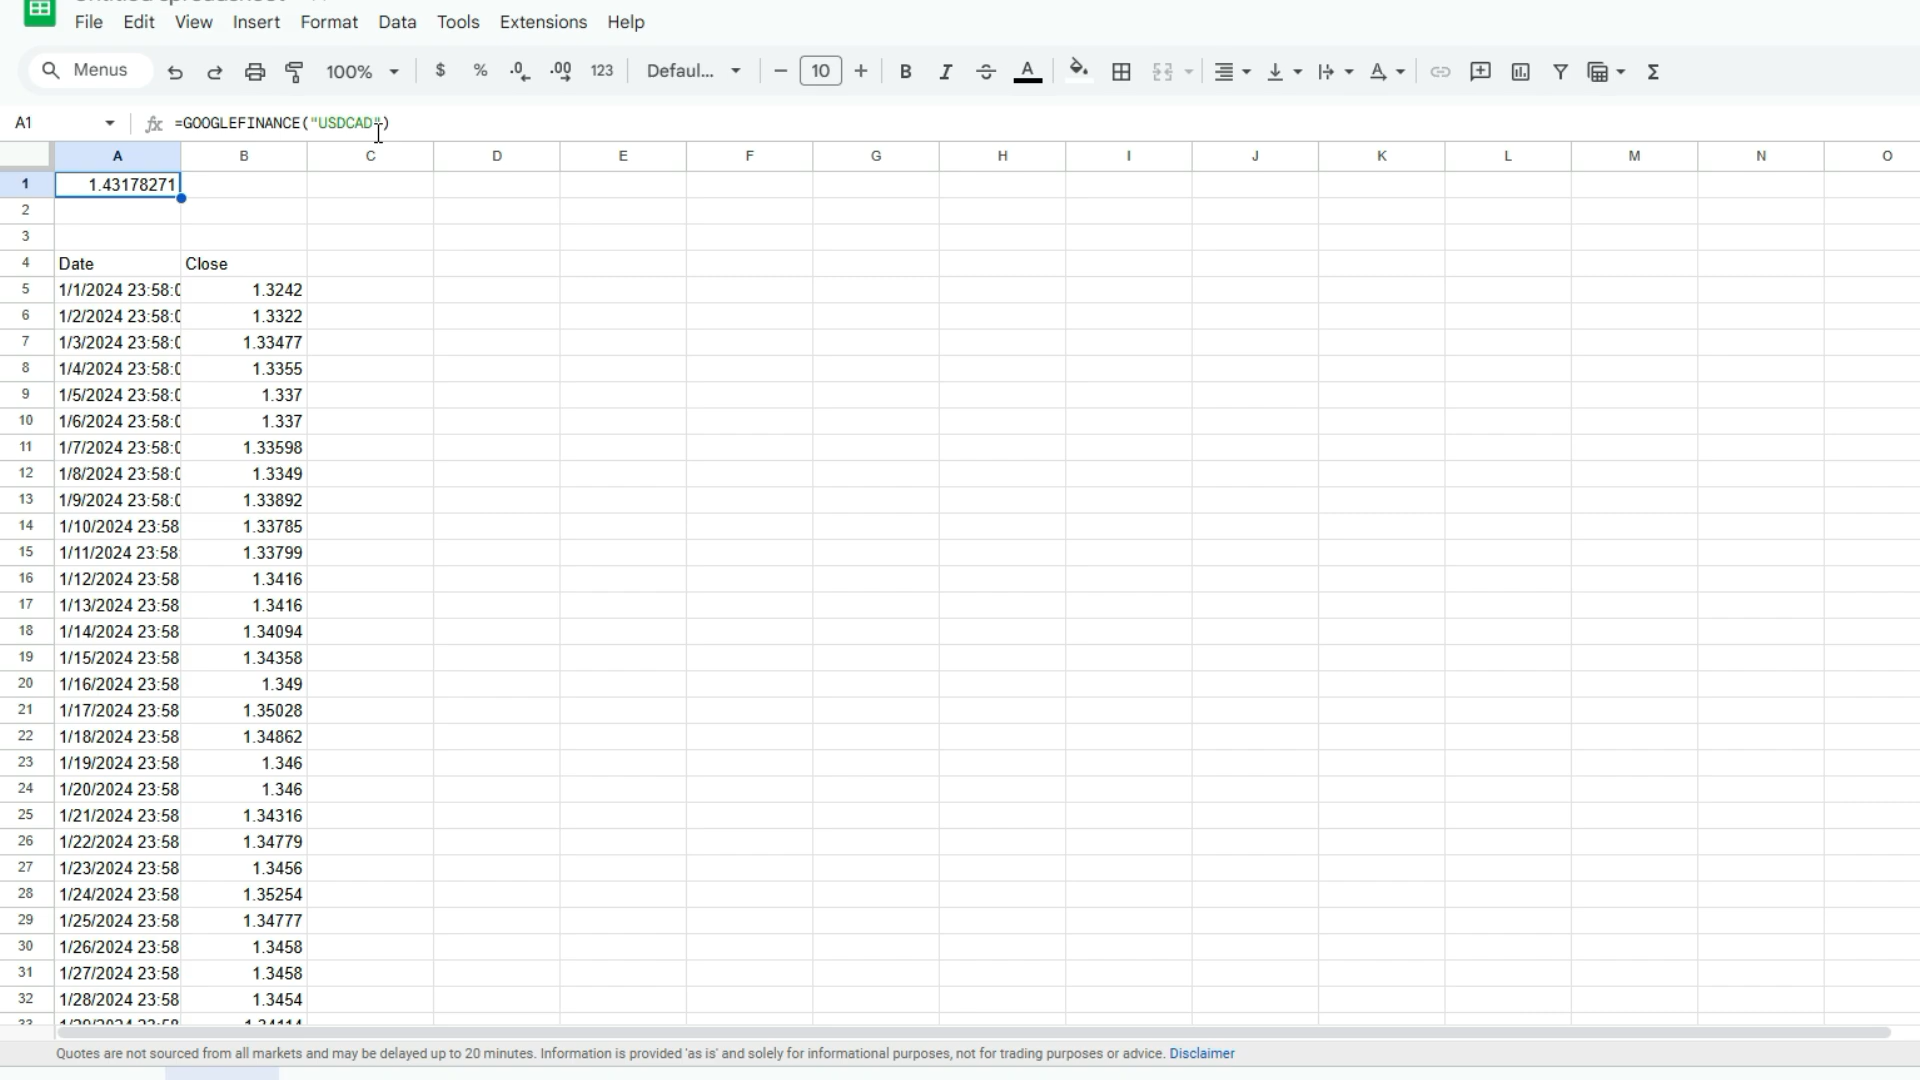 File Edit View Insert Format Data Tools Extensions Help
Menus 100% $ % .0 .00 123 Defaul... 10 B I A
A1 fx =GOOGLEFINANCE("USDCAD")
A B C D E F G H I J K L M N O
1 1.43178271
2
3
4 Date Close
5 1/1/2024 23:58:0 1.3242
6 1/2/2024 23:58:0 1.3322
7 1/3/2024 23:58:0 1.33477
8 1/4/2024 23:58:0 1.3355
9 1/5/2024 23:58:0 1.337
10 1/6/2024 23:58:0 1.337
11 1/7/2024 23:58:0 1.33598
12 1/8/2024 23:58:0 1.3349
13 1/9/2024 23:58:0 1.33892
14 1/10/2024 23:58 1.33785
15 1/11/2024 23:58 1.33799
16 1/12/2024 23:58 1.3416
17 1/13/2024 23:58 1.3416
18 1/14/2024 23:58 1.34094
19 1/15/2024 23:58 1.34358
20 1/16/2024 23:58 1.349
21 1/17/2024 23:58 1.35028
22 1/18/2024 23:58 1.34862
23 1/19/2024 23:58 1.346
24 1/20/2024 23:58 1.346
25 1/21/2024 23:58 1.34316
26 1/22/2024 23:58 1.34779
27 1/23/2024 23:58 1.3456
28 1/24/2024 23:58 1.35254
29 1/25/2024 23:58 1.34777
30 1/26/2024 23:58 1.3458
31 1/27/2024 23:58 1.3458
32 1/28/2024 23:58 1.3454
Quotes are not sourced from all markets and may be delayed up to 20 minutes. Information is provided 'as is' and solely for informational purposes, not for trading purposes or advice. Disclaimer